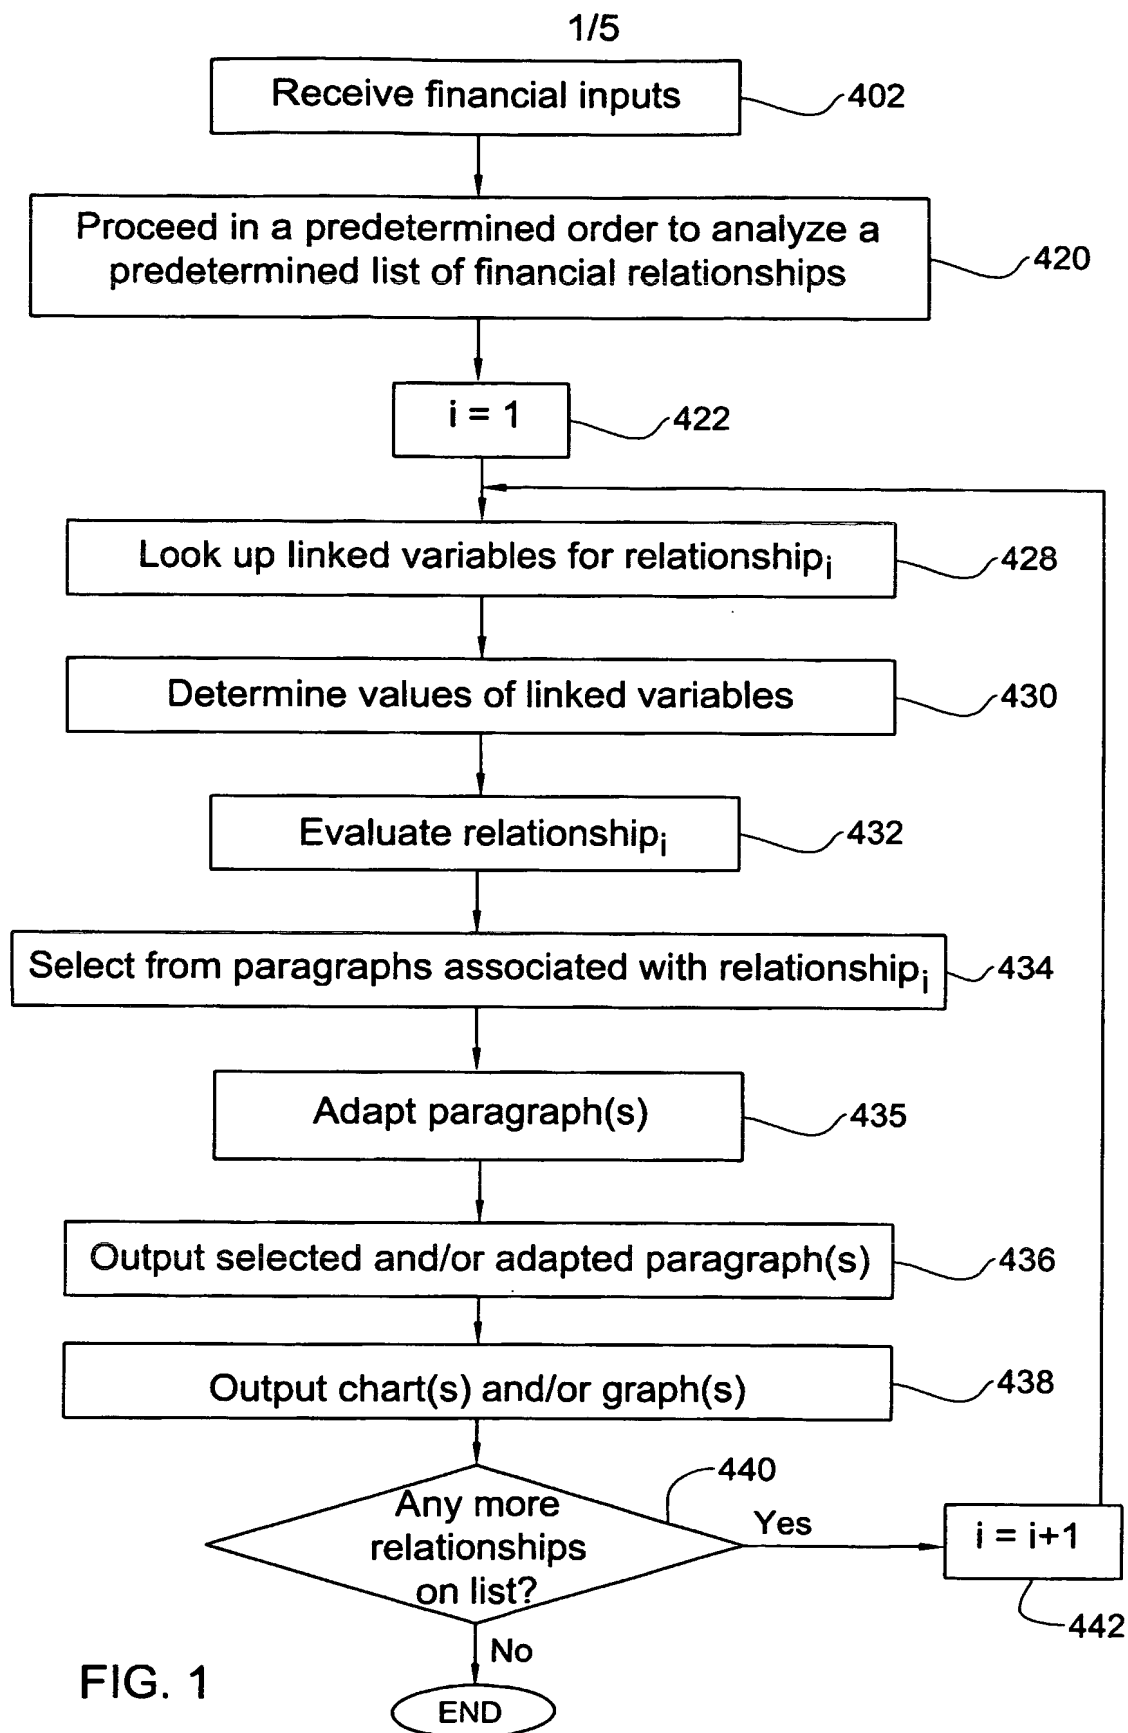 1/5
Receive financial inputs
402
Proceed in a predetermined order to analyze a
predetermined list of financial relationships
420
i = 1
422
Look up linked variables for relationshipi
428
Determine values of linked variables
430
Evaluate relationshipi
432
Select from paragraphs associated with relationshipi
434
Adapt paragraph(s)
435
Output selected and/or adapted paragraph(s)
436
Output chart(s) and/or graph(s)
438
Any more
relationships
on list?
440
Yes
i = i+1
442
No
END
FIG. 1